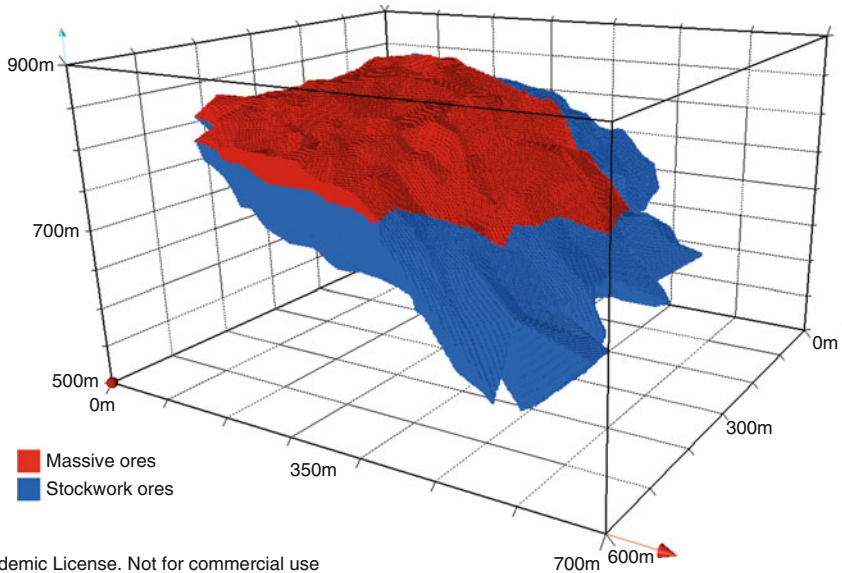 900m
700m
500m
0m
350m
700m
600m
300m
0m
Massive ores
Stockwork ores
demic License. Not for commercial use